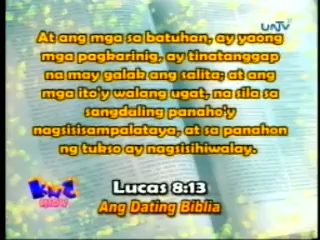 UNTV
At ang mga sa batuhan, ay yaong
mga pagkarinig, ay tinatanggap
na may galak ang salita; at ang
mga ito'y walang ugat, na sila sa
sangdaling panaho'y
nagsisisampalataya, at sa panahon
ng tukso ay nagsisihiwalay.
Lucas 8:13
Ang Dating Biblia